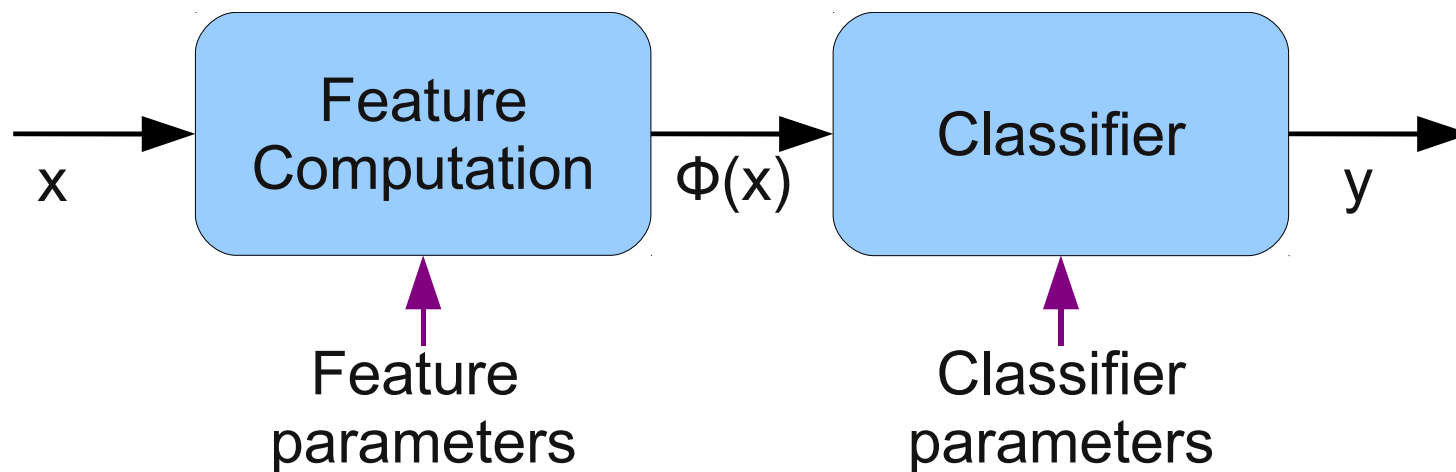 Feature
Computation
Classifier
x
Φ(x)
y
Feature
parameters
Classifier
parameters